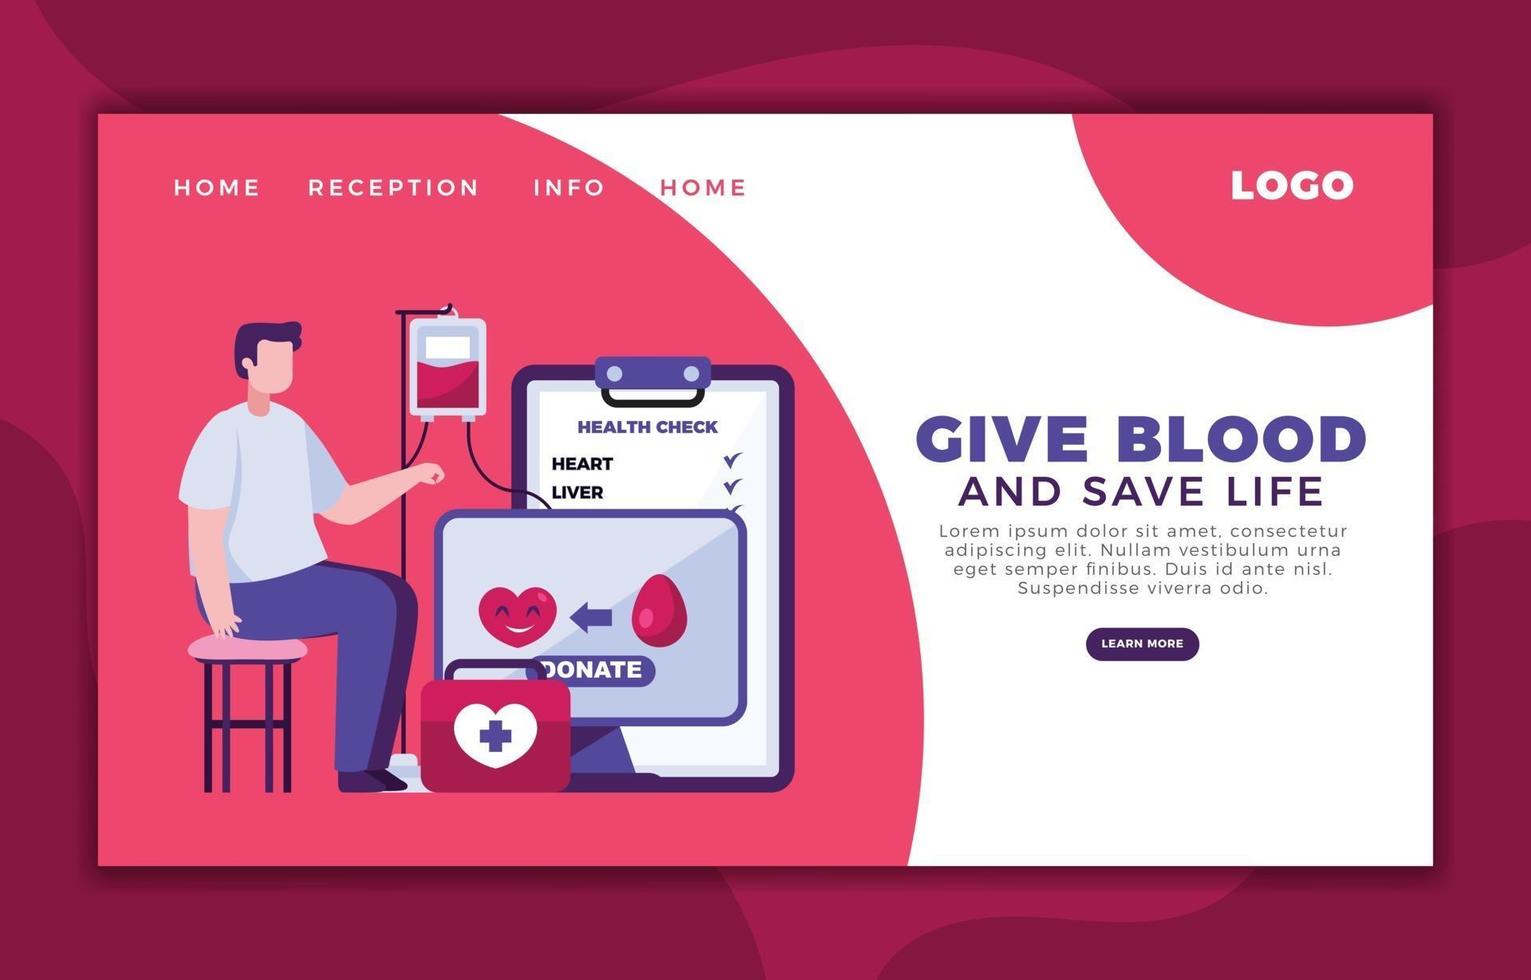 HOME RECEPTION INFO HOME
LOGO
HEALTH CHECK
HEART
LIVER
DONATE
GIVE BLOOD
AND SAVE LIFE
Lorem ipsum dolor sit amet, consectetur
adipiscing elit. Nullam vestibulum urna
eget semper finibus. Duis id ante nisl.
Suspendisse viverra odio.
LEARN MORE